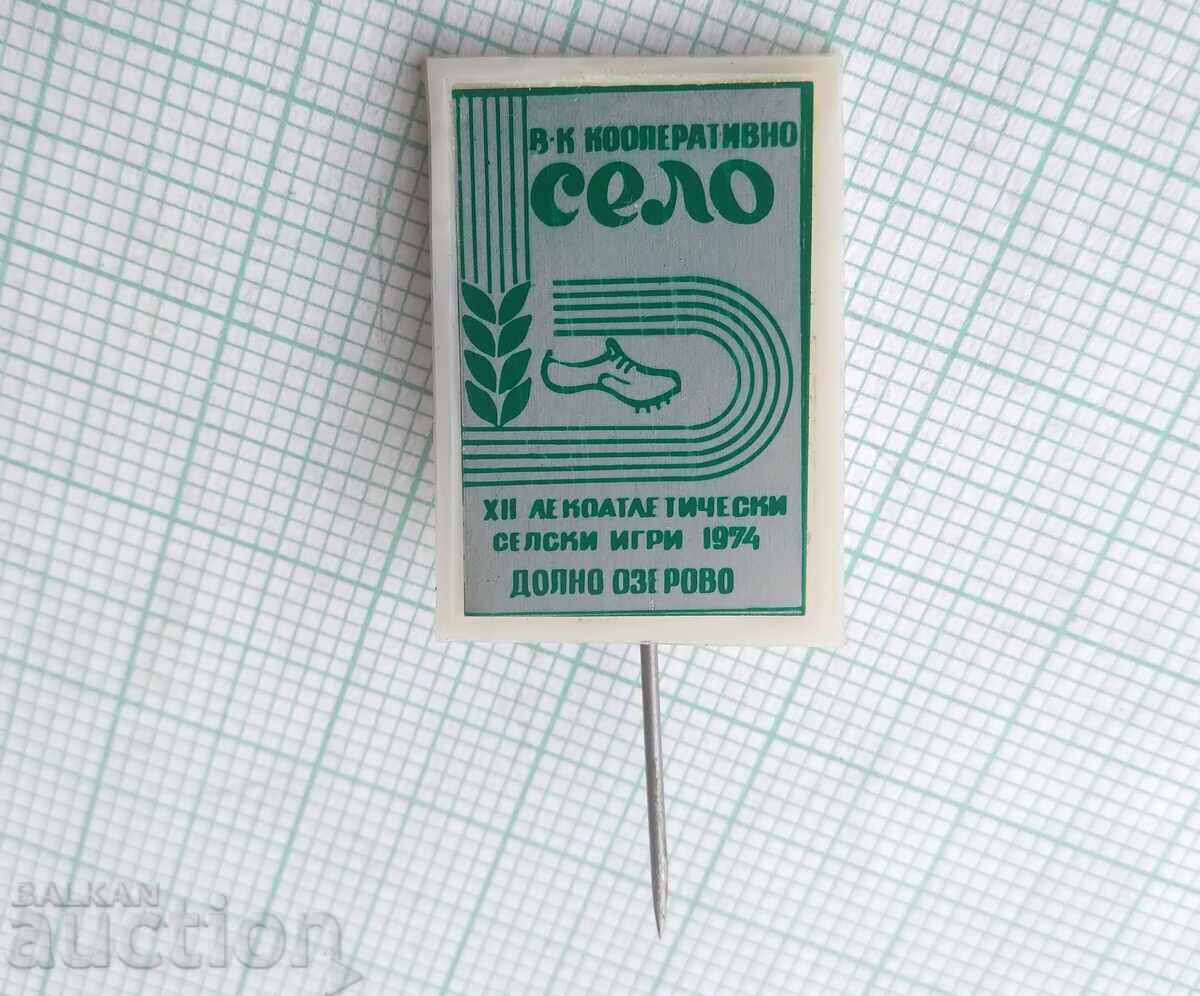 В-К КООПЕРАТИВНО
село
XII ЛЕКОАТЛЕТИЧЕСКИ
СЕЛСКИ ИГРИ 1974
ДОЛНО ОЗЕРОВО
BALKAN
auction